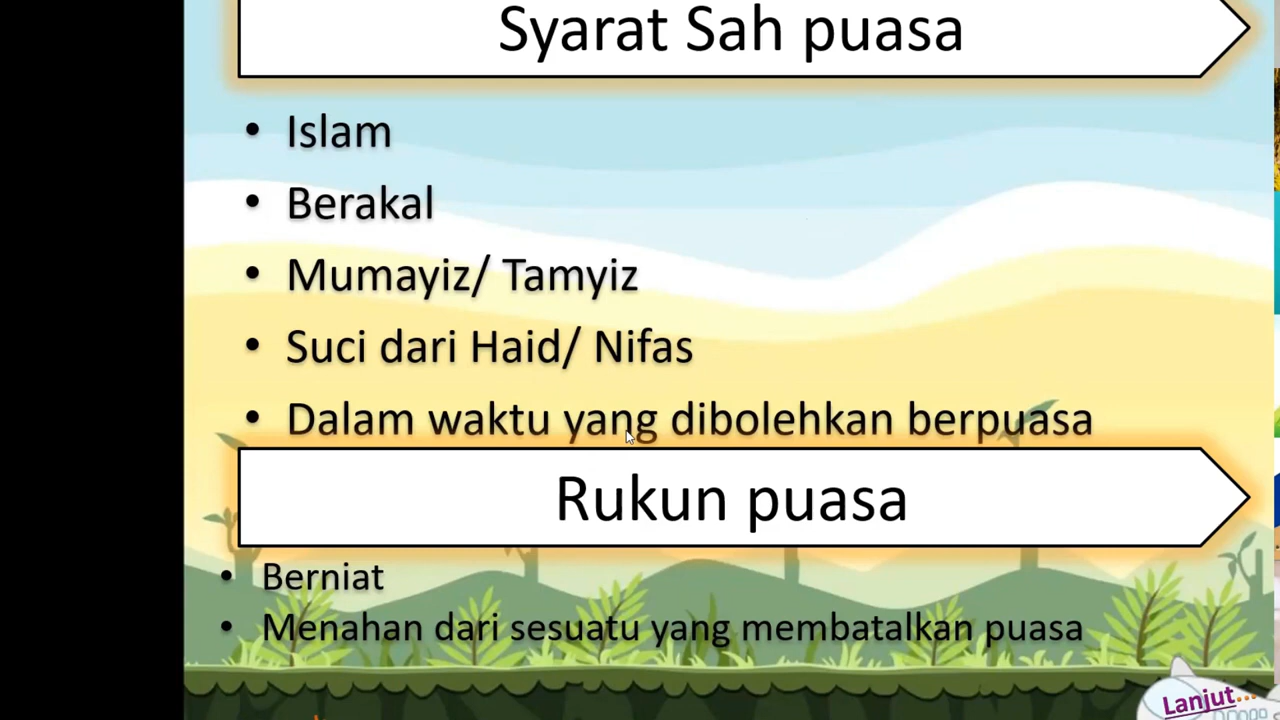 Syarat Sah puasa
• Islam
• Berakal
• Mumayiz/ Tamyiz
• Suci dari Haid/ Nifas
• Dalam waktu yang dibolehkan berpuasa
Rukun puasa
• Berniat
• Menahan dari sesuatu yang membatalkan puasa
Lanjut...